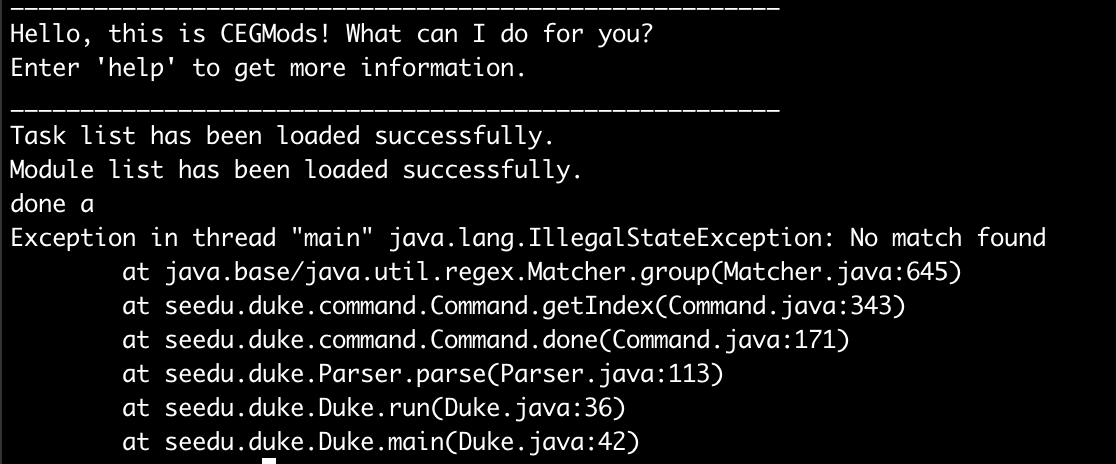 _______________________________________________________
Hello, this is CEGMods! What can I do for you?
Enter 'help' to get more information.
_______________________________________________________
Task list has been loaded successfully.
Module list has been loaded successfully.
done a
Exception in thread "main" java.lang.IllegalStateException: No match found
        at java.base/java.util.regex.Matcher.group(Matcher.java:645)
        at seedu.duke.command.Command.getIndex(Command.java:343)
        at seedu.duke.command.Command.done(Command.java:171)
        at seedu.duke.Parser.parse(Parser.java:113)
        at seedu.duke.Duke.run(Duke.java:36)
        at seedu.duke.Duke.main(Duke.java:42)